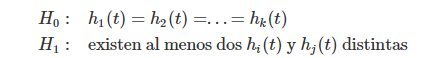 H₀ : h₁(t) = h₂(t) =… = hₖ(t)
H₁ : existen al menos dos hᵢ(t) y hⱼ(t) distintas